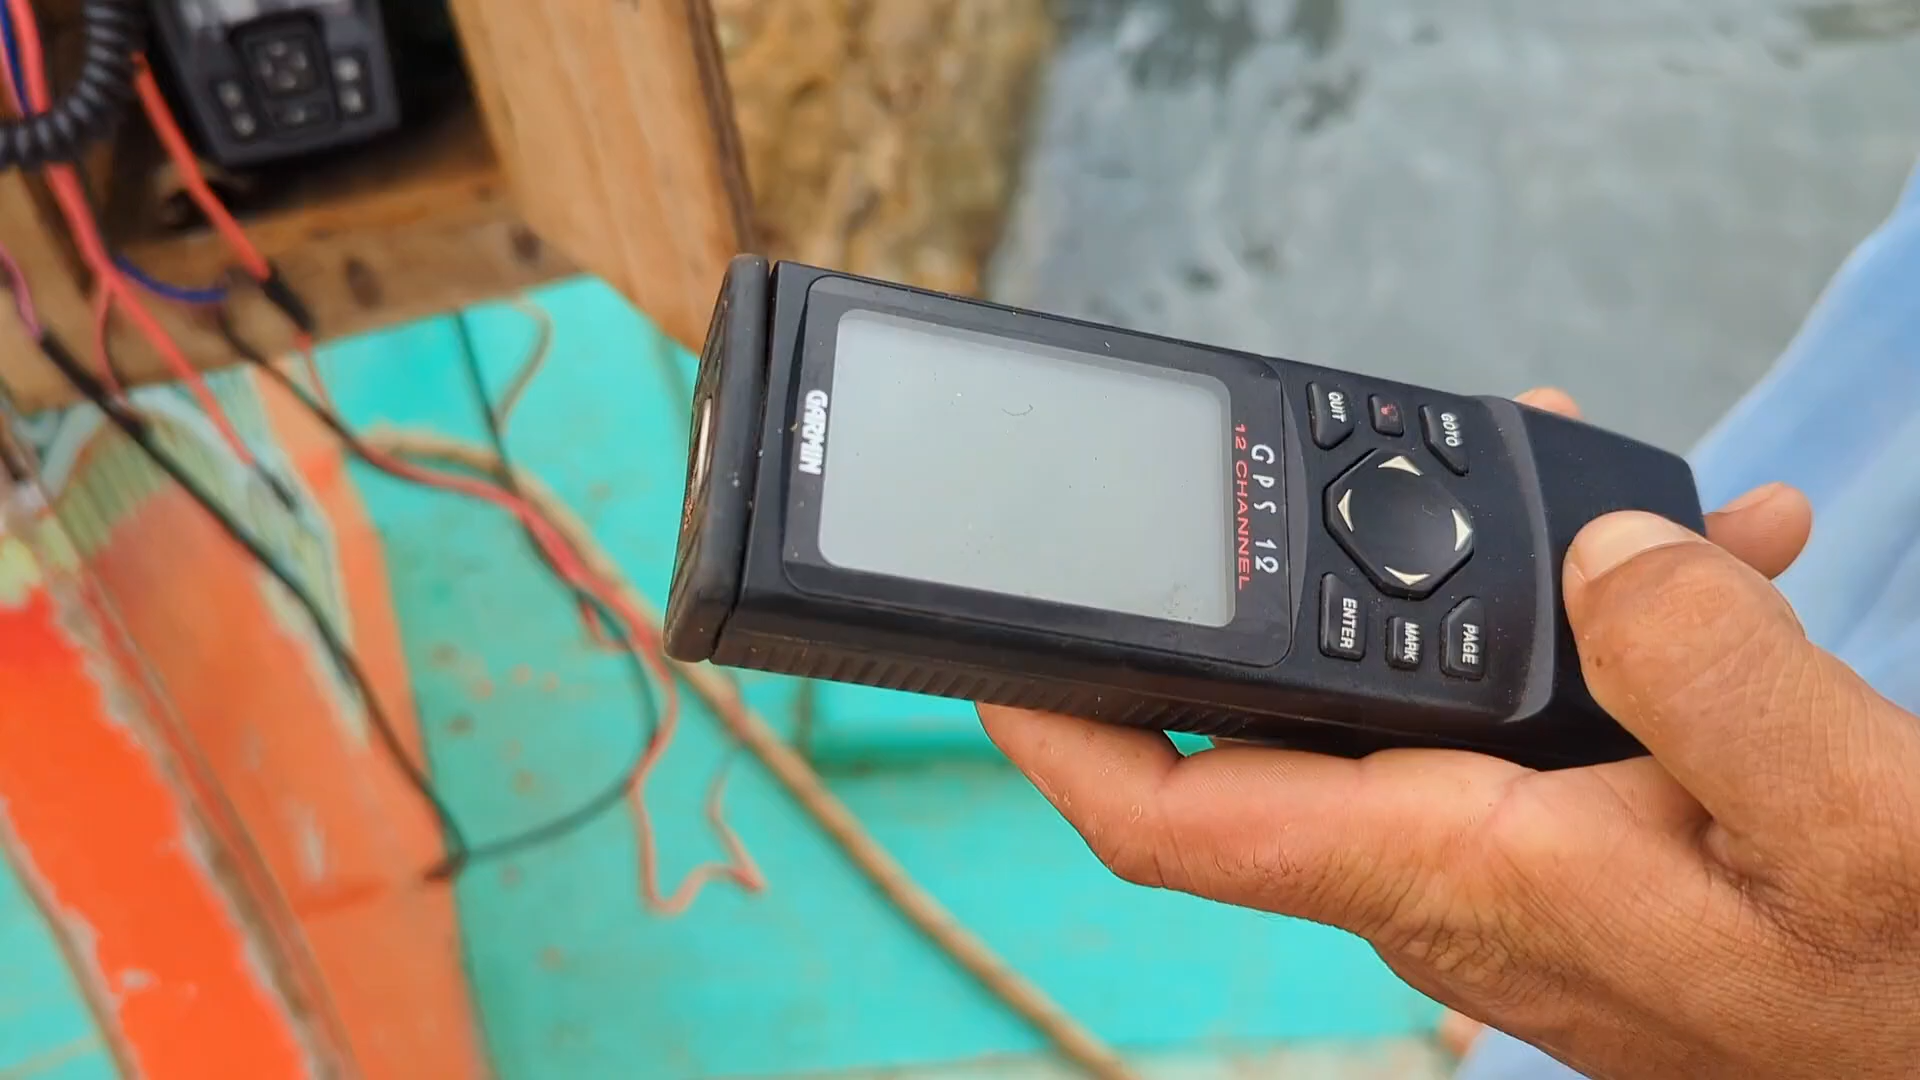 GARMIN
GPS 12
12 CHANNEL
QUIT
GOTO
ENTER
MARK
PAGE